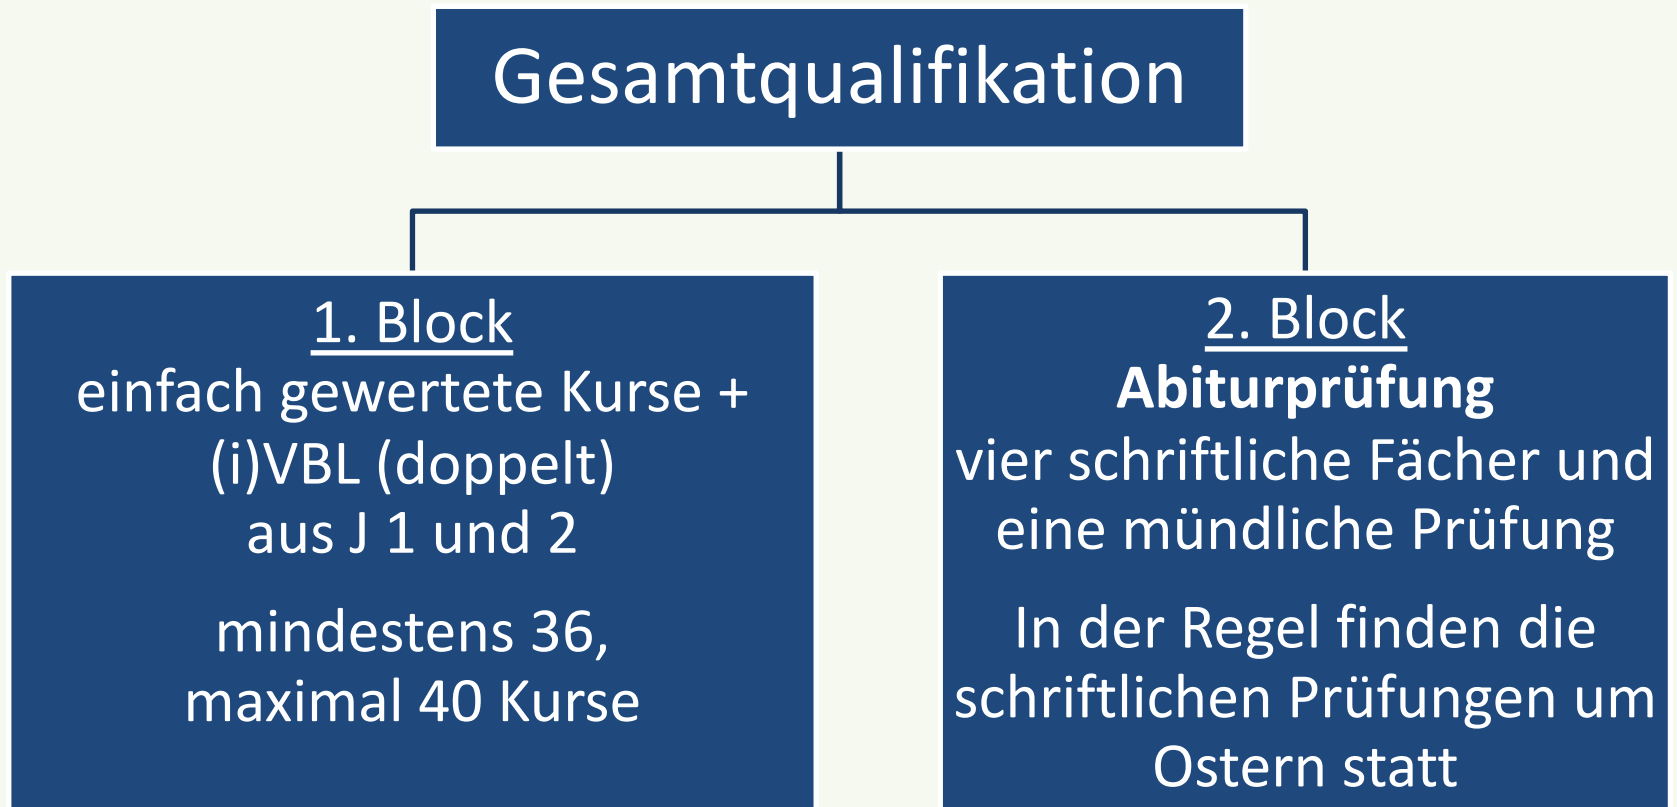 Gesamtqualifikation
1. Block
einfach gewertete Kurse +
(i)VBL (doppelt)
aus J 1 und 2
mindestens 36,
maximal 40 Kurse
2. Block
Abiturprüfung
vier schriftliche Fächer und
eine mündliche Prüfung
In der Regel finden die
schriftlichen Prüfungen um
Ostern statt